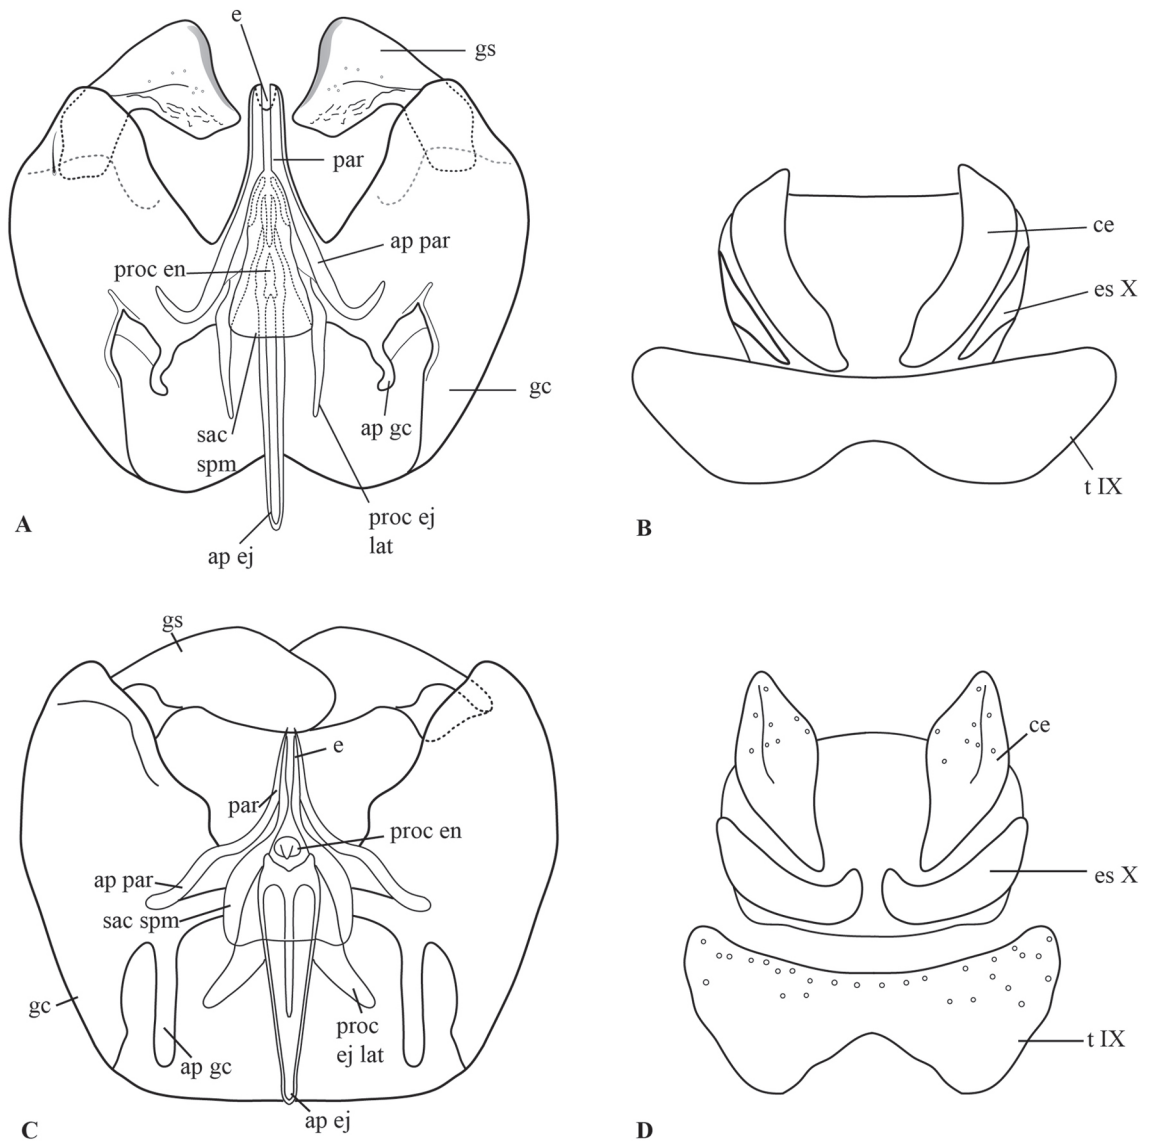 e
gs
par
ap par
proc en
gc
ap gc
sac
spm
proc ej
lat
ap ej
A
ce
es X
t IX
B
gs
e
par
proc en
ap par
sac spm
gc
proc
ej lat
ap gc
ap ej
C
ce
es X
t IX
D